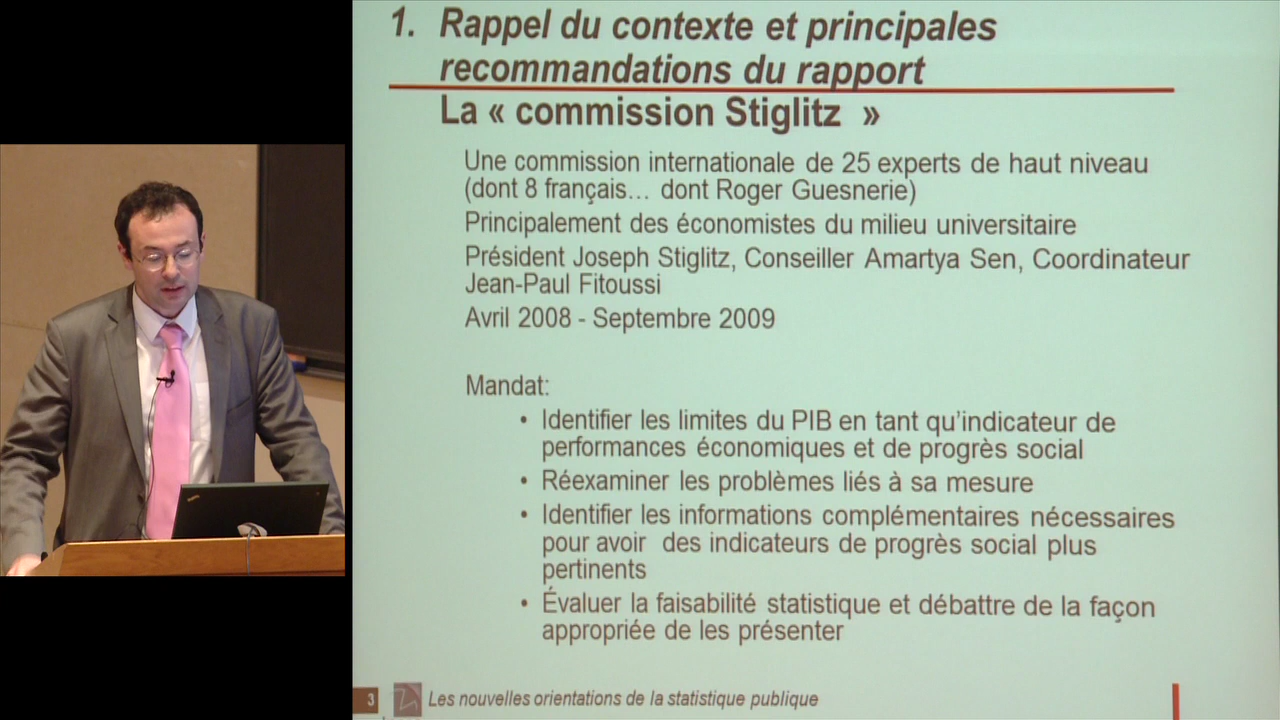 1. Rappel du contexte et principales
recommandations du rapport
La « commission Stiglitz »
Une commission internationale de 25 experts de haut niveau
(dont 8 français… dont Roger Guesnerie)
Principalement des économistes du milieu universitaire
Président Joseph Stiglitz, Conseiller Amartya Sen, Coordinateur
Jean-Paul Fitoussi
Avril 2008 - Septembre 2009
Mandat:
• Identifier les limites du PIB en tant qu'indicateur de
performances économiques et de progrès social
• Réexaminer les problèmes liés à sa mesure
• Identifier les informations complémentaires nécessaires
pour avoir des indicateurs de progrès social plus
pertinents
• Évaluer la faisabilité statistique et débattre de la façon
appropriée de les présenter
3 Les nouvelles orientations de la statistique publique